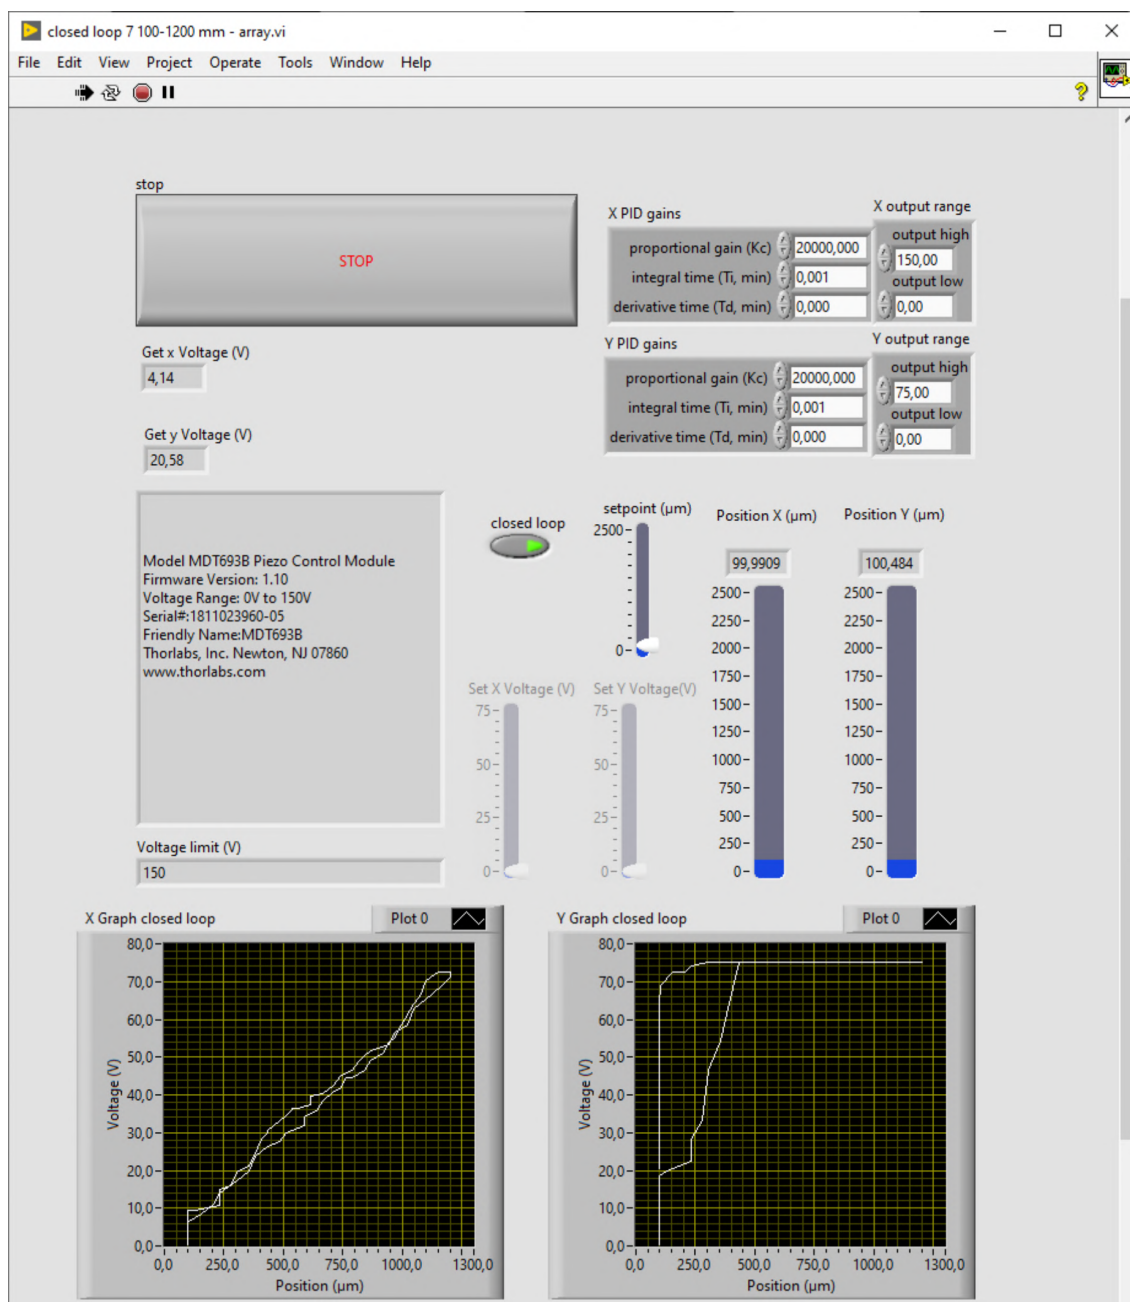 closed loop 7 100-1200 mm - array.vi
File Edit View Project Operate Tools Window Help
stop
STOP
X PID gains
proportional gain (Kc) 20000,000
integral time (Ti, min) 0,001
derivative time (Td, min) 0,000
X output range
output high
150,00
output low
0,00
Get x Voltage (V)
4,14
Y PID gains
proportional gain (Kc) 20000,000
integral time (Ti, min) 0,001
derivative time (Td, min) 0,000
Y output range
output high
75,00
output low
0,00
Get y Voltage (V)
20,58
Model MDT693B Piezo Control Module
Firmware Version: 1.10
Voltage Range: 0V to 150V
Serial#:1811023960-05
Friendly Name:MDT693B
Thorlabs, Inc. Newton, NJ 07860
www.thorlabs.com
closed loop
setpoint (µm)
2500
0
Position X (µm)
99,9909
2500
2250
2000
1750
1500
1250
1000
750
500
250
0
Position Y (µm)
100,484
2500
2250
2000
1750
1500
1250
1000
750
500
250
0
Set X Voltage (V)
75
50
25
0
Set Y Voltage(V)
75
50
25
0
Voltage limit (V)
150
X Graph closed loop
Plot 0
80,0
70,0
60,0
50,0
40,0
30,0
20,0
10,0
0,0
Voltage (V)
0,0 250,0 500,0 750,0 1000,0 1300,0
Position (µm)
Y Graph closed loop
Plot 0
80,0
70,0
60,0
50,0
40,0
30,0
20,0
10,0
0,0
Voltage (V)
0,0 250,0 500,0 750,0 1000,0 1300,0
Position (µm)